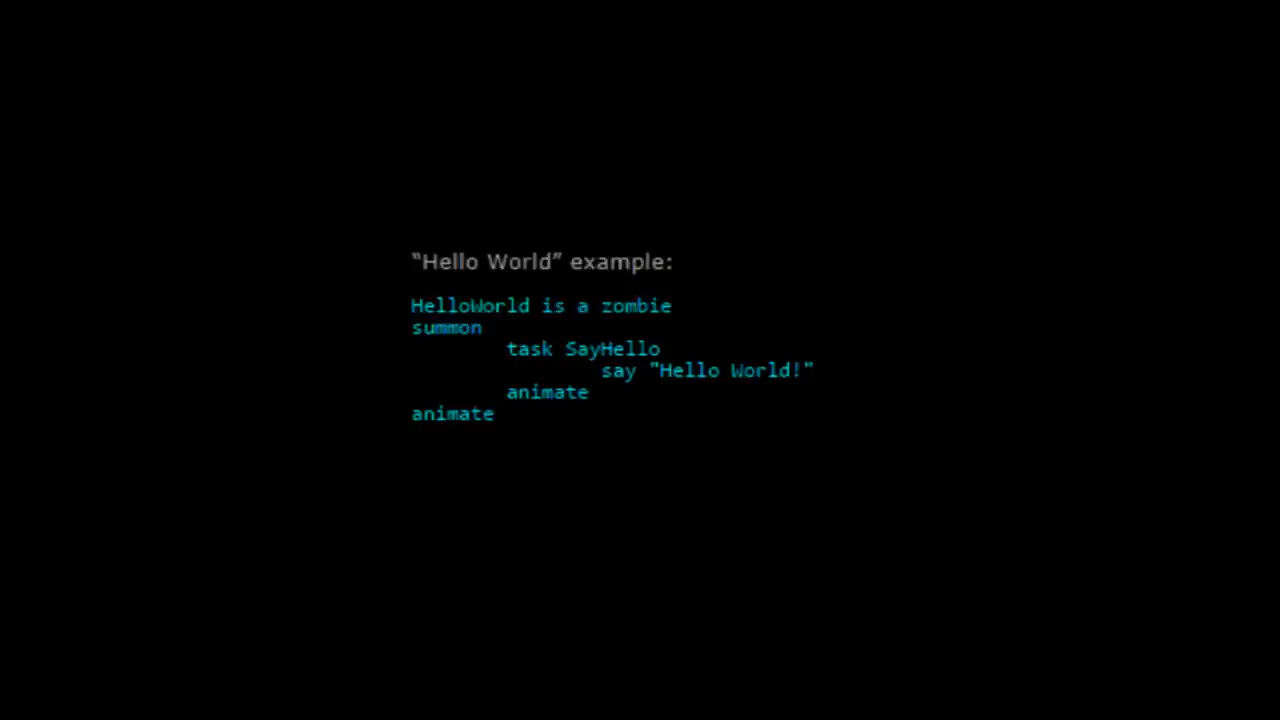 “Hello World” example:
HelloWorld is a zombie
summon
task SayHello
say "Hello World!"
animate
animate